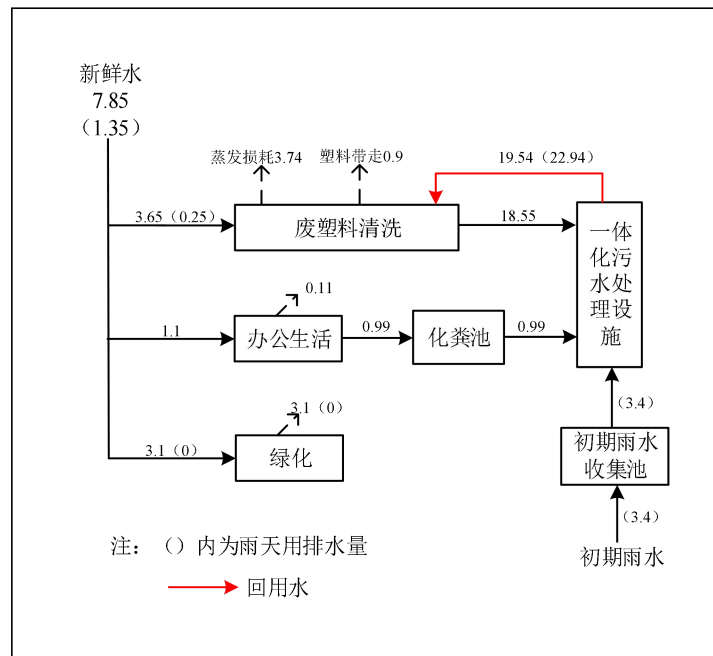 新鲜水
7.85
（1.35）
蒸发损耗3.74
塑料带走0.9
19.54（22.94）
3.65（0.25）
废塑料清洗
18.55
一体
化污
水处
理设
施
0.11
1.1
办公生活
0.99
化粪池
0.99
（3.4）
3.1（0）
3.1（0）
绿化
初期雨水
收集池
（3.4）
初期雨水
注：（）内为雨天用排水量
回用水